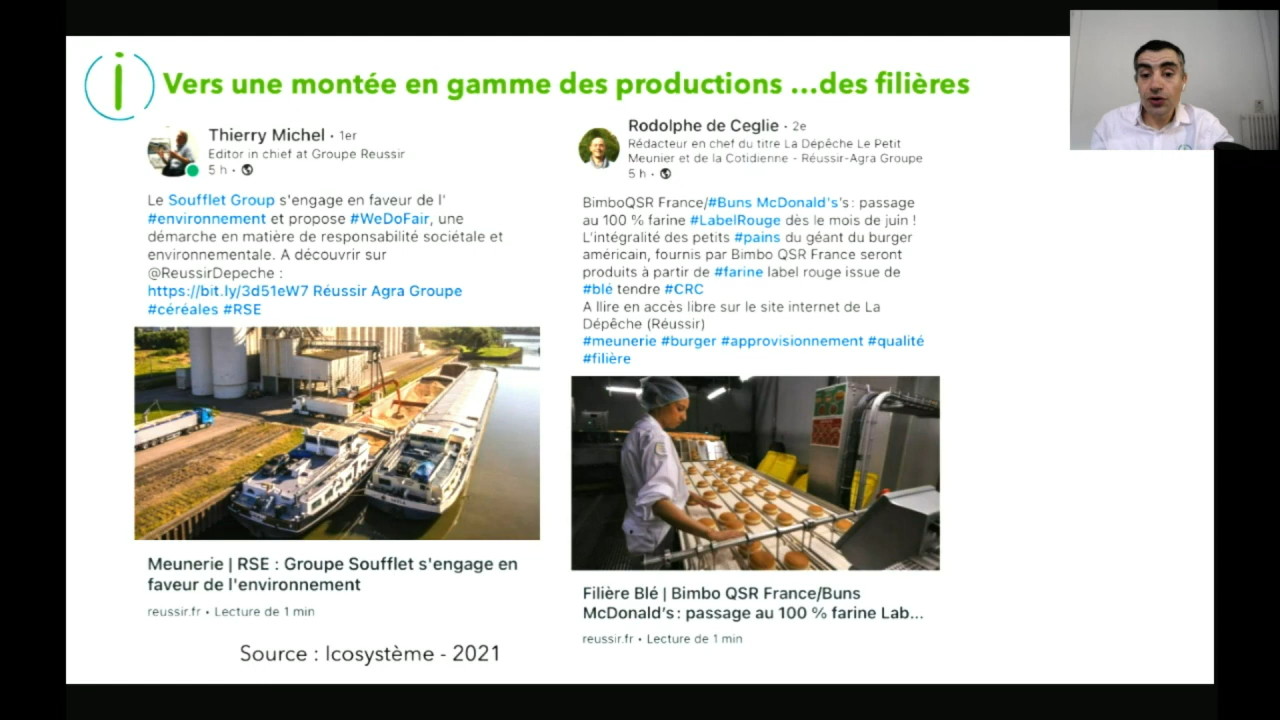 Vers une montée en gamme des productions ...des filières
Thierry Michel · 1er
Editor in chief at Groupe Reussir
5 h ·
Le Soufflet Group s'engage en faveur de l'
#environnement et propose #WeDoFair, une
démarche en matière de responsabilité sociétale et
environnementale. A découvrir sur
@ReussirDepeche :
https://bit.ly/3d51eW7 Réussir Agra Groupe
#céréales #RSE
Meunerie | RSE : Groupe Soufflet s'engage en
faveur de l'environnement
reussir.fr • Lecture de 1 min
Rodolphe de Ceglie · 2e
Rédacteur en chef du titre La Dépêche Le Petit
Meunier et de la Cotidienne - Réussir-Agra Groupe
5 h ·
BimboQSR France/#Buns McDonald's's : passage
au 100 % farine #LabelRouge dès le mois de juin !
L'intégralité des petits #pains du géant du burger
américain, fournis par Bimbo QSR France seront
produits à partir de #farine label rouge issue de
#blé tendre #CRC
A llire en accès libre sur le site internet de La
Dépêche (Réussir)
#meunerie #burger #approvisionnement #qualité
#filière
Filière Blé | Bimbo QSR France/Buns
McDonald's : passage au 100 % farine Lab...
reussir.fr • Lecture de 1 min
Source : Icosystème - 2021